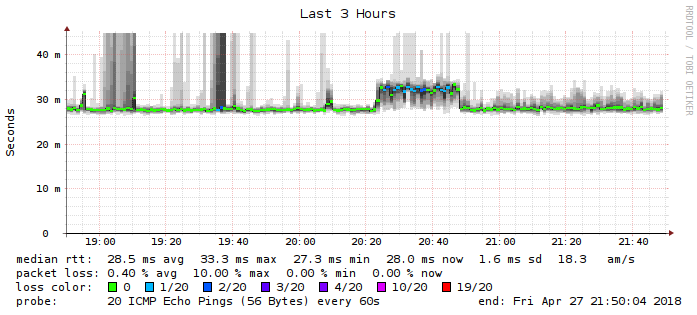 Last 3 Hours
RRDTOOL / TOBI OETIKER
Seconds
40 m
30 m
20 m
10 m
0
19:00 19:20 19:40 20:00 20:20 20:40 21:00 21:20 21:40
median rtt: 28.5 ms avg 33.3 ms max 27.3 ms min 28.0 ms now 1.6 ms sd 18.3 am/s
packet loss: 0.40 % avg 10.00 % max 0.00 % min 0.00 % now
loss color: 0 1/20 2/20 3/20 4/20 10/20 19/20
probe: 20 ICMP Echo Pings (56 Bytes) every 60s end: Fri Apr 27 21:50:04 2018